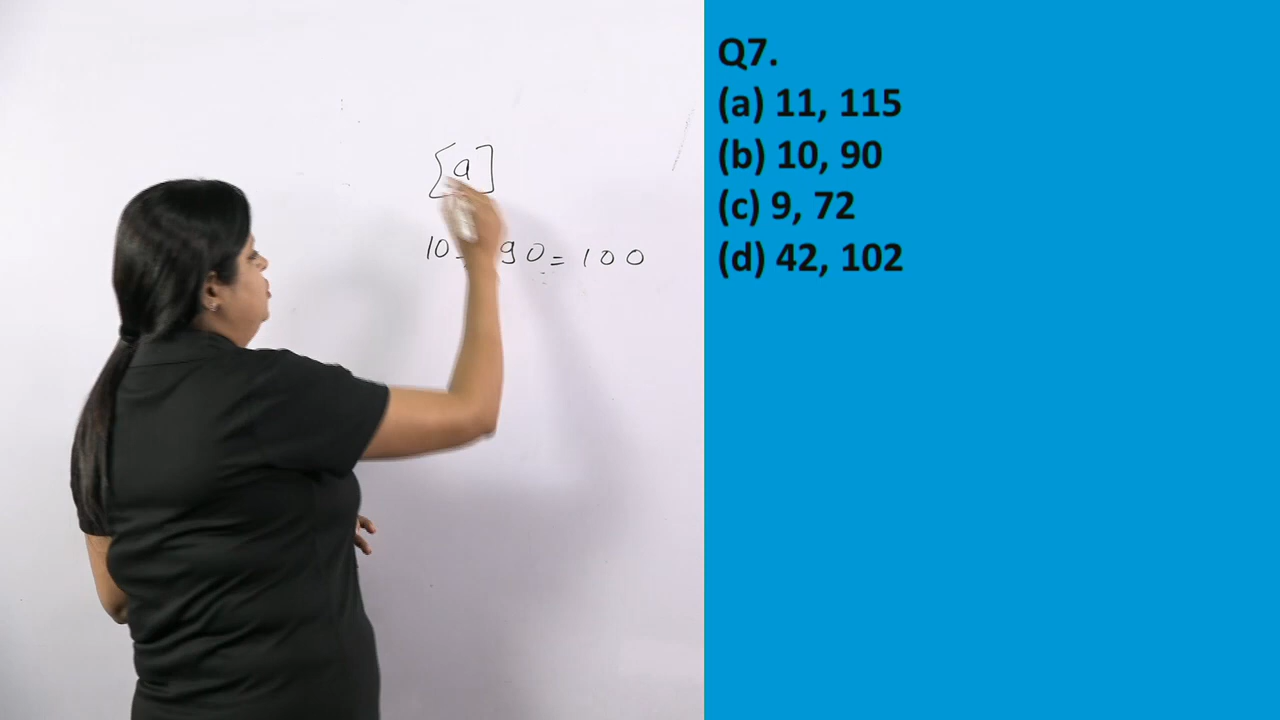 [a]
10 90 = 100
Q7.
(a) 11, 115
(b) 10, 90
(c) 9, 72
(d) 42, 102